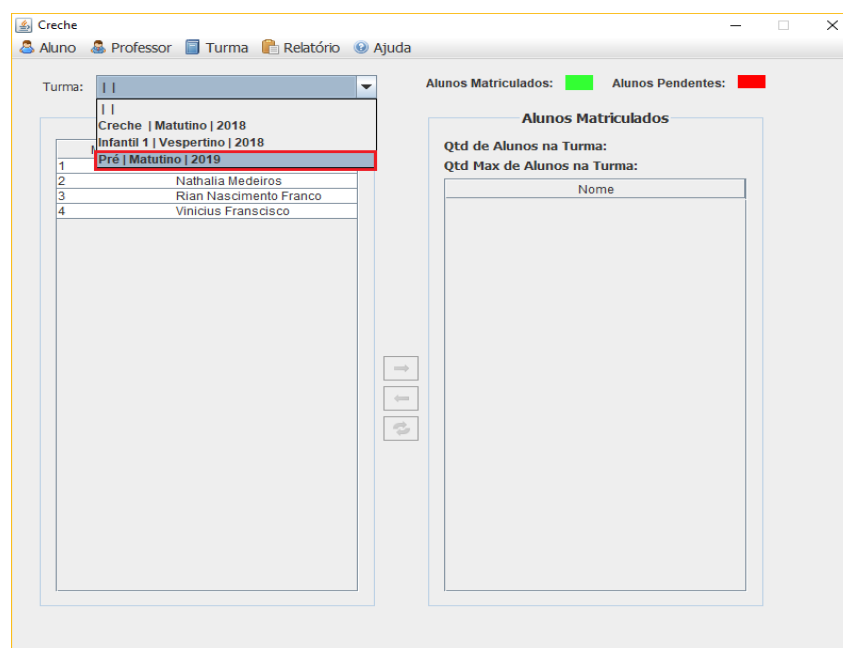 Creche
Aluno Professor Turma Relatório Ajuda
Turma: | |
Alunos Matriculados: Alunos Pendentes:
| |
Creche | Matutino | 2018
Infantil 1 | Vespertino | 2018
Pré | Matutino | 2019
1
2 Nathalia Medeiros
3 Rian Nascimento Franco
4 Vinicius Franscisco
Alunos Matriculados
Qtd de Alunos na Turma:
Qtd Max de Alunos na Turma:
Nome